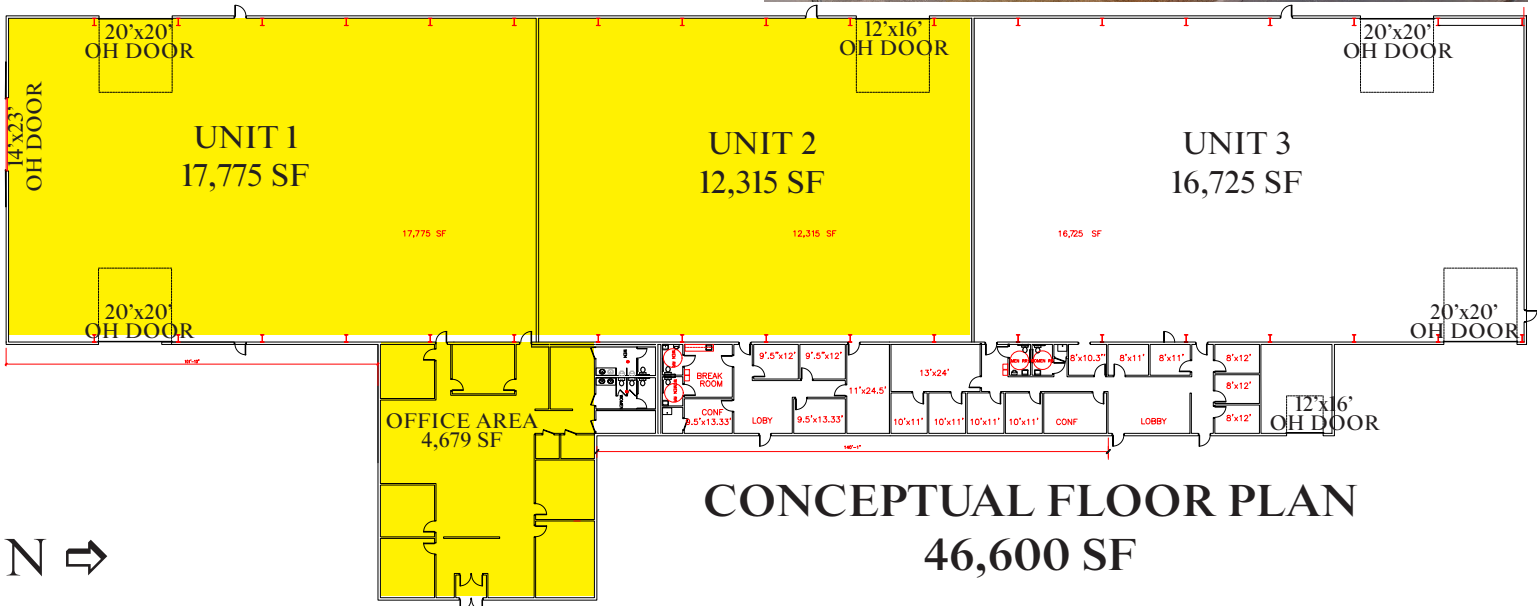 20’x20’
OH DOOR
12’x16’
OH DOOR
20’x20’
OH DOOR
14’x23’
OH DOOR
UNIT 1
17,775 SF
UNIT 2
12,315 SF
UNIT 3
16,725 SF
17,775 SF
12,315 SF
16,725 SF
20’x20’
OH DOOR
20’x20’
OH DOOR
9'.5"x12'
9'.5"x12'
8'x10.3"
8'x11'
8'x11'
8'x12'
BREAK
ROOM
13'x24'
11'x24.5'
8'x12'
CONF
9.5'x13.33'
LOBY
9.5'x13.33'
10'x11'
10'x11'
10'x11'
10'x11'
CONF
LOBBY
8'x12'
12’x16’
OH DOOR
OFFICE AREA
4,679 SF
CONCEPTUAL FLOOR PLAN
46,600 SF
N